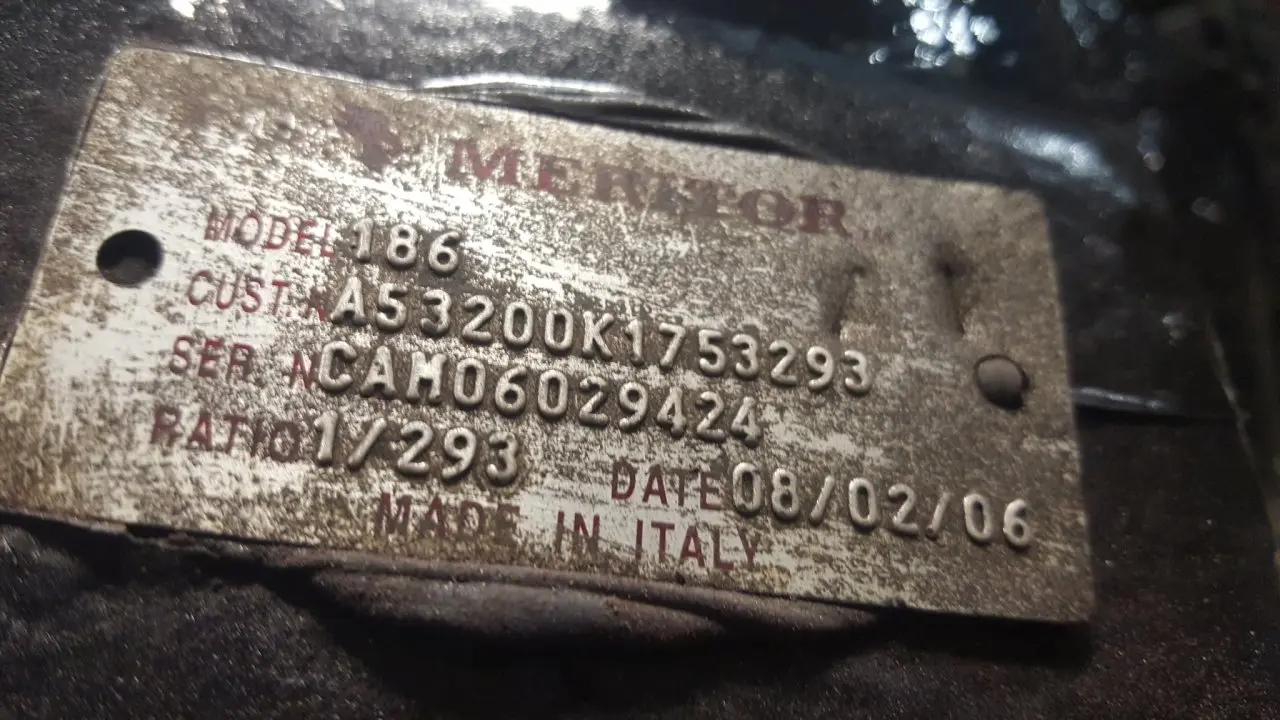 MERITOR
MODEL 186
CUST. N A53200K1753293
SER. N CAM06029424
RATIO 1/293 DATE 08/02/06
MADE IN ITALY